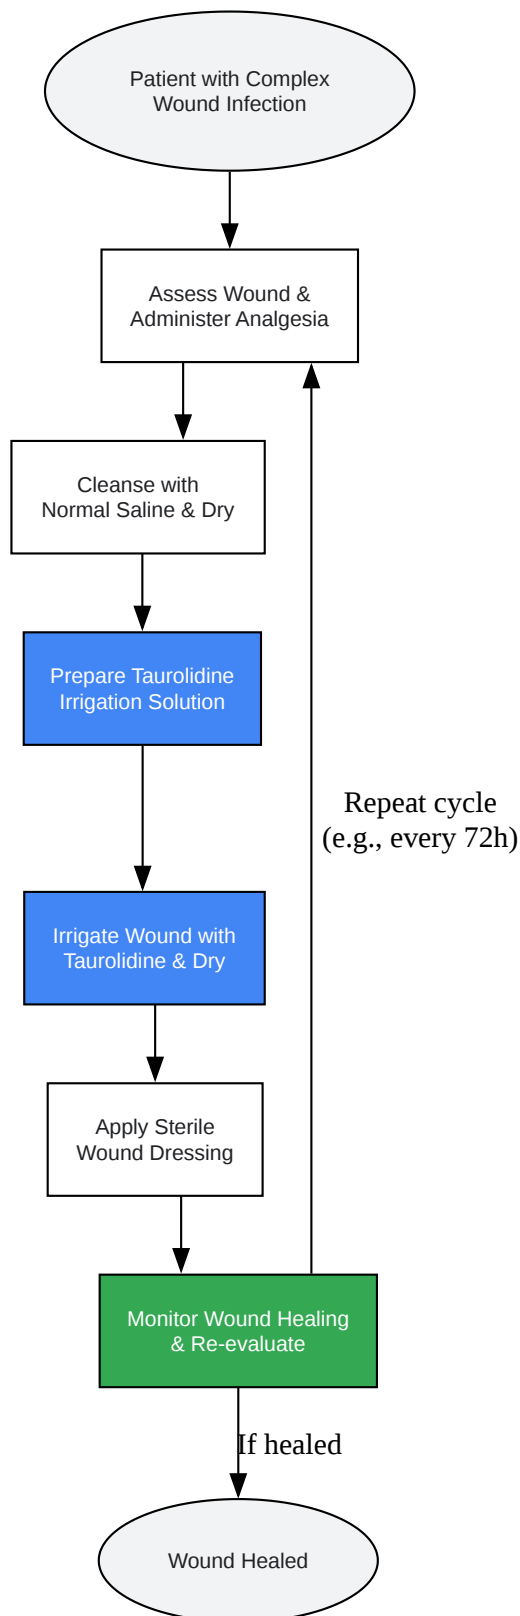 Patient with Complex
Wound Infection
Assess Wound &
Administer Analgesia
Cleanse with
Normal Saline & Dry
Prepare Taurolidine
Irrigation Solution
Repeat cycle
(e.g., every 72h)
Irrigate Wound with
Taurolidine & Dry
Apply Sterile
Wound Dressing
Monitor Wound Healing
& Re-evaluate
If healed
Wound Healed